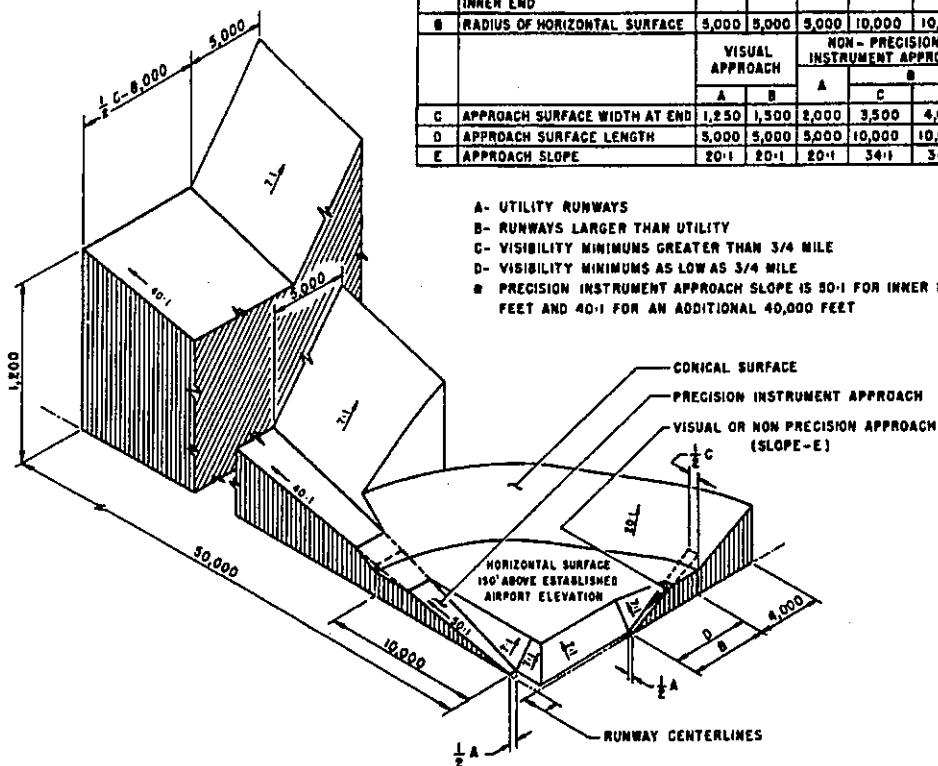 INNER END
B RADIUS OF HORIZONTAL SURFACE 5,000 5,000 5,000 10,000 10,
VISUAL APPROACH
NON - PRECISION INSTRUMENT APPRO
A B A B
C
C APPROACH SURFACE WIDTH AT END 1,250 1,500 2,000 3,500 4,
D APPROACH SURFACE LENGTH 5,000 5,000 5,000 10,000 10,
E APPROACH SLOPE 20:1 20:1 20:1 34:1 3
A- UTILITY RUNWAYS
B- RUNWAYS LARGER THAN UTILITY
C- VISIBILITY MINIMUMS GREATER THAN 3/4 MILE
D- VISIBILITY MINIMUMS AS LOW AS 3/4 MILE
PRECISION INSTRUMENT APPROACH SLOPE IS 50:1 FOR INNER
FEET AND 40:1 FOR AN ADDITIONAL 40,000 FEET
5,000
1/2 C-8,000
7:1
40:1
5,000
1,200
7:1
40:1
CONICAL SURFACE
PRECISION INSTRUMENT APPROACH
VISUAL OR NON PRECISION APPROACH
(SLOPE-E)
1/2 C
20:1
HORIZONTAL SURFACE
150' ABOVE ESTABLISHED
AIRPORT ELEVATION
50,000
50:1
7:1
7:1
7:1
7:1
10,000
4,000
D
B
1/2 A
RUNWAY CENTERLINES
1/2 A